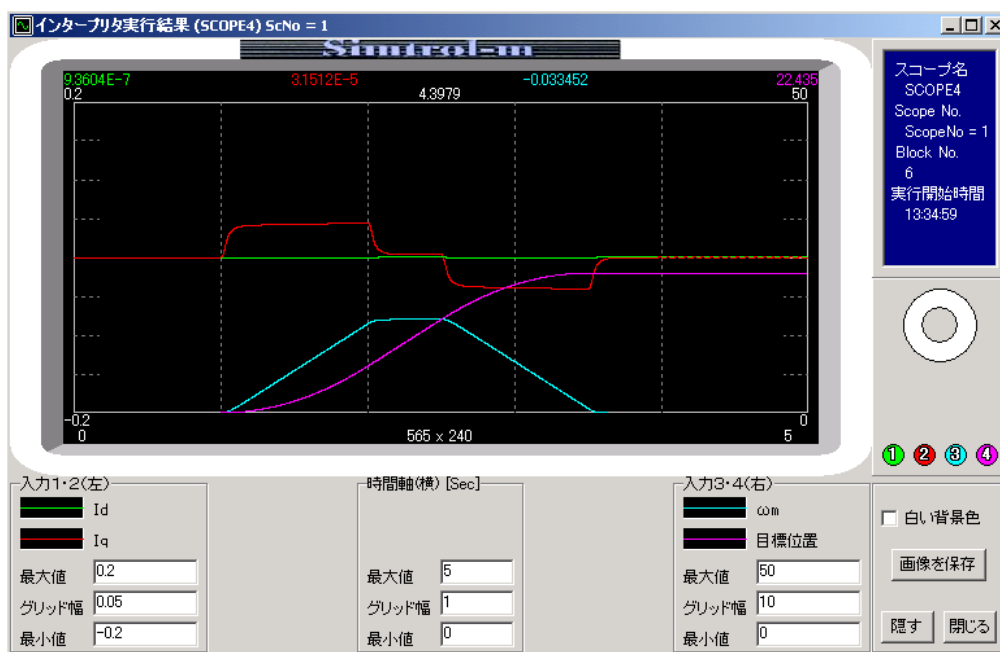 インタープリタ実行結果 (SCOPE4) ScNo = 1
Simtrol-m
9.3604E-7 3.1512E-5 -0.033452 22.435
0.2 4.3979 50
-0.2 0
0 565 x 240 5
スコープ名
SCOPE4
Scope No.
ScopeNo = 1
Block No.
6
実行開始時間
13:34:59
1 2 3 4
入力1・2(左)
Id
Iq
最大値 0.2
グリッド幅 0.05
最小値 -0.2
時間軸(横) [Sec]
最大値 5
グリッド幅 1
最小値 0
入力3・4(右)
ωm
目標位置
最大値 50
グリッド幅 10
最小値 0
白い背景色
画像を保存
隠す 閉じる